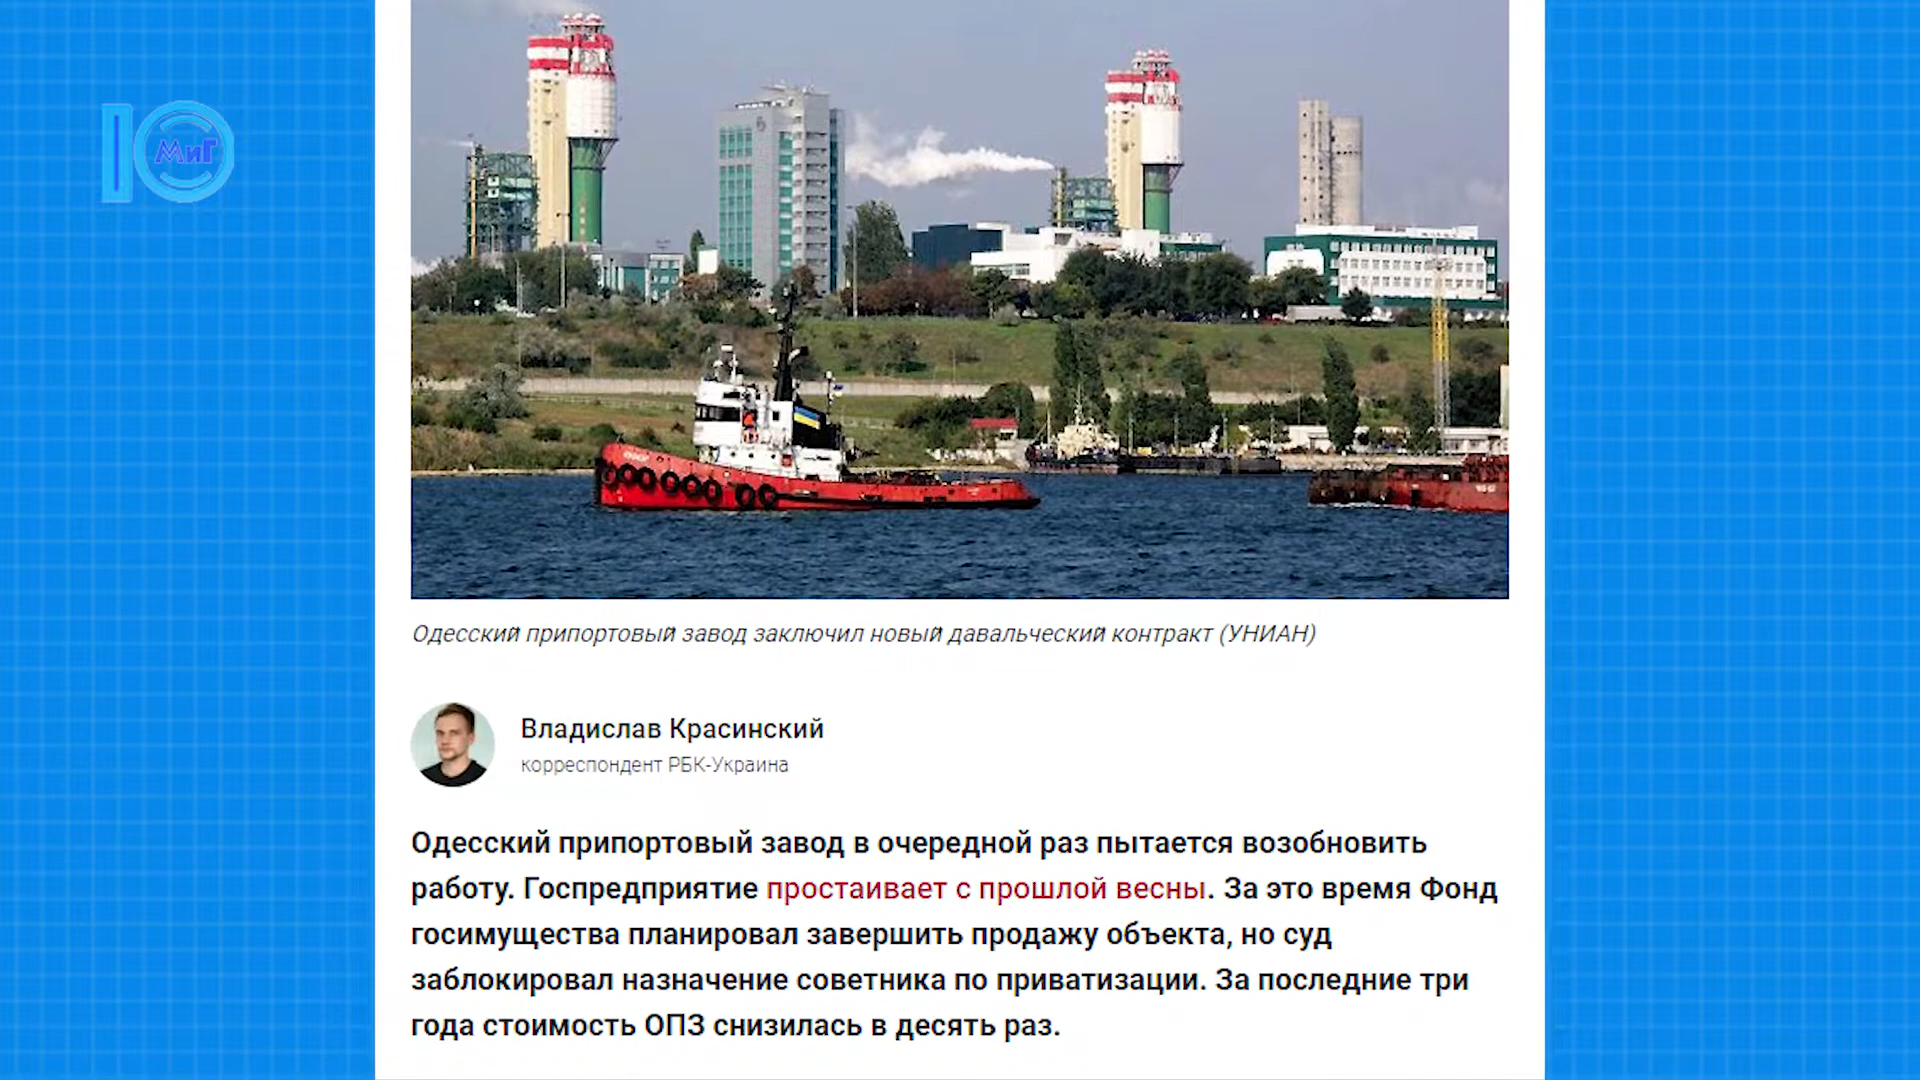 МиГ
Одесский припортовый завод заключил новый давальческий контракт (УНИАН)
Владислав Красинский
корреспондент РБК-Украина
Одесский припортовый завод в очередной раз пытается возобновить
работу. Госпредприятие простаивает с прошлой весны. За это время Фонд
госимущества планировал завершить продажу объекта, но суд
заблокировал назначение советника по приватизации. За последние три
года стоимость ОПЗ снизилась в десять раз.